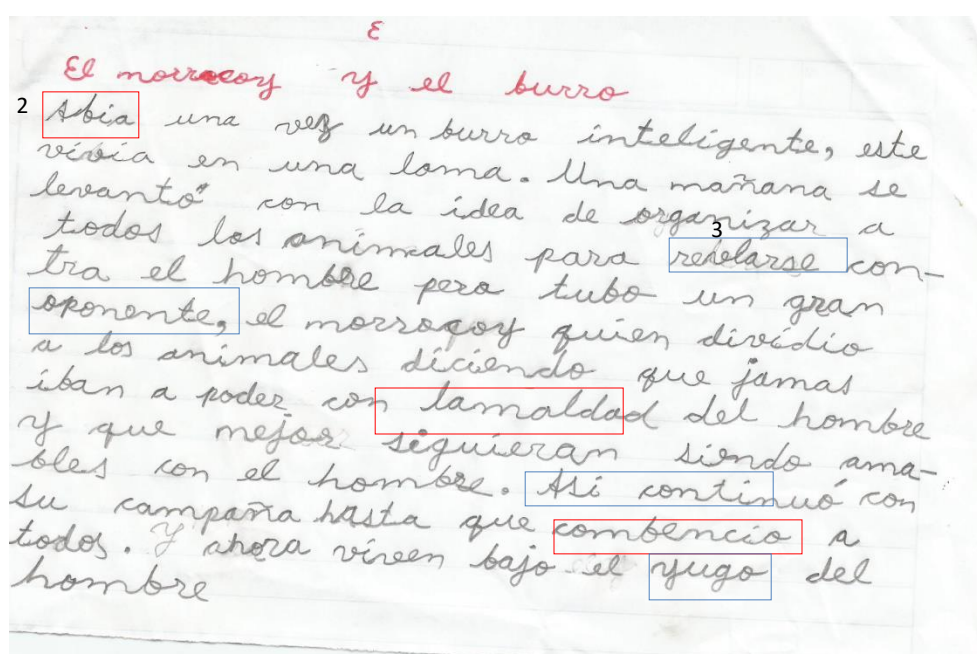 E
El morrocoy y el burro
2 Abia una vez un burro inteligente, este
vivia en una loma. Una mañana se
levantó con la idea de organizar a
3
todos los animales para rebelarse con-
tra el hombre pero tubo un gran
oponente, el morrocoy quien dividio
a los animales diciendo que jamas
iban a poder con lamaldad del hombre
y que mejor siguieran siendo ama-
bles con el hombre. Asi continuó con
su campaña hasta que combencio a
todos. Y ahora viven bajo el yugo del
hombre